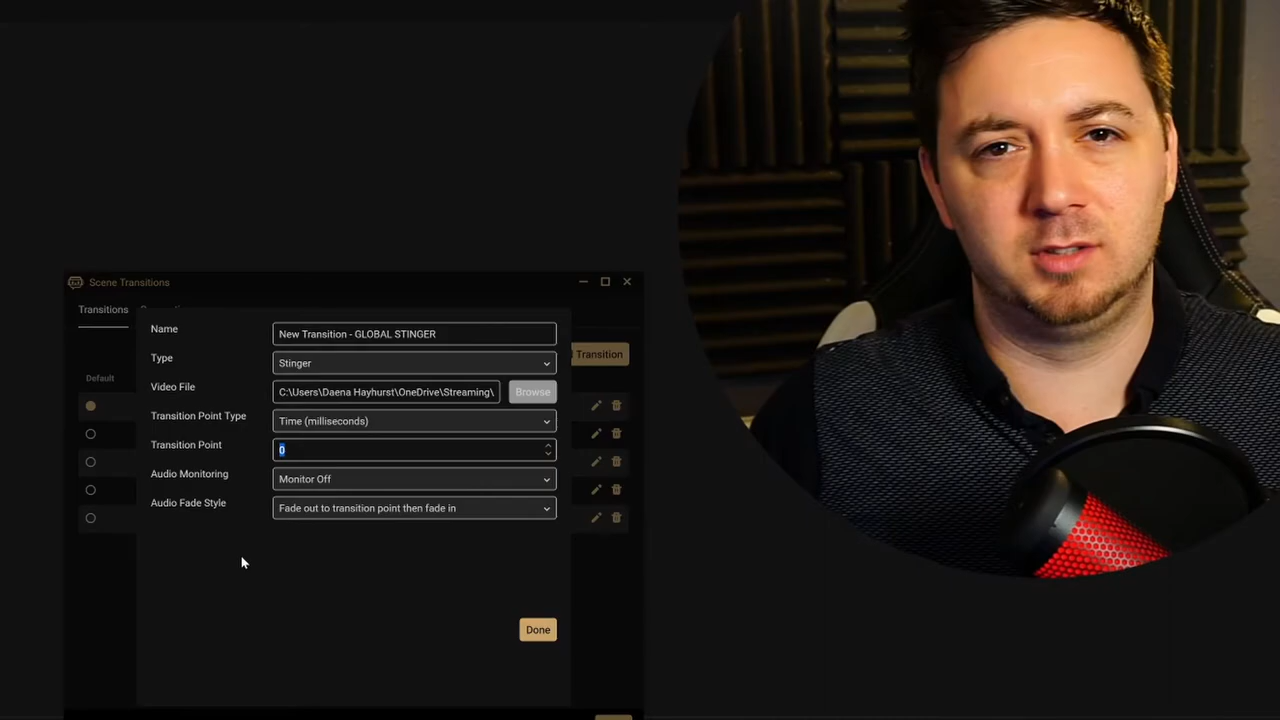 Scene Transitions
Transitions
Name
New Transition - GLOBAL STINGER
Type
Stinger
Transition
Video File
C:\Users\Daena Hayhurst\OneDrive\Streaming\
Browse
Default
Transition Point Type
Time (milliseconds)
Transition Point
0
Audio Monitoring
Monitor Off
Audio Fade Style
Fade out to transition point then fade in
Done